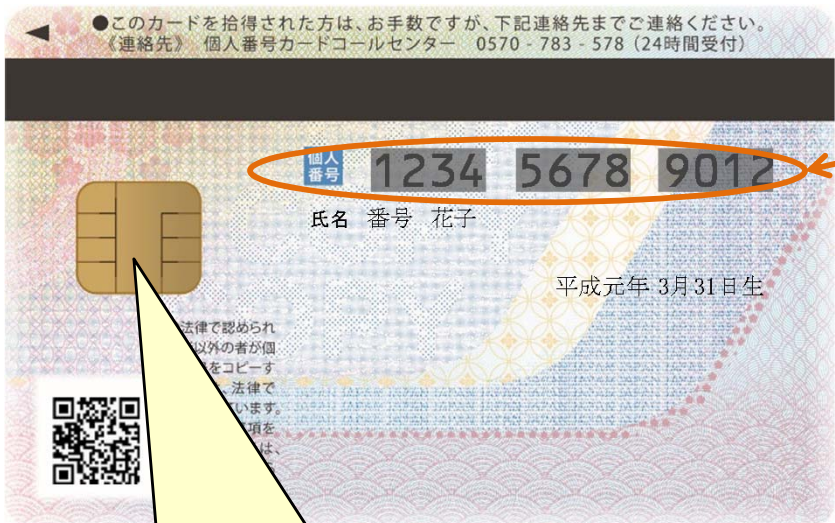 ●このカードを拾得された方は、お手数ですが、下記連絡先までご連絡ください。
《連絡先》 個人番号カードコールセンター 0570 - 783 - 578 (24時間受付)
個人番号 1234 5678 9012
氏名 番号 花子
平成元年 3月31日生
法律で認められ
以外の者が個
をコピーす
法律で
います。
項を
は、